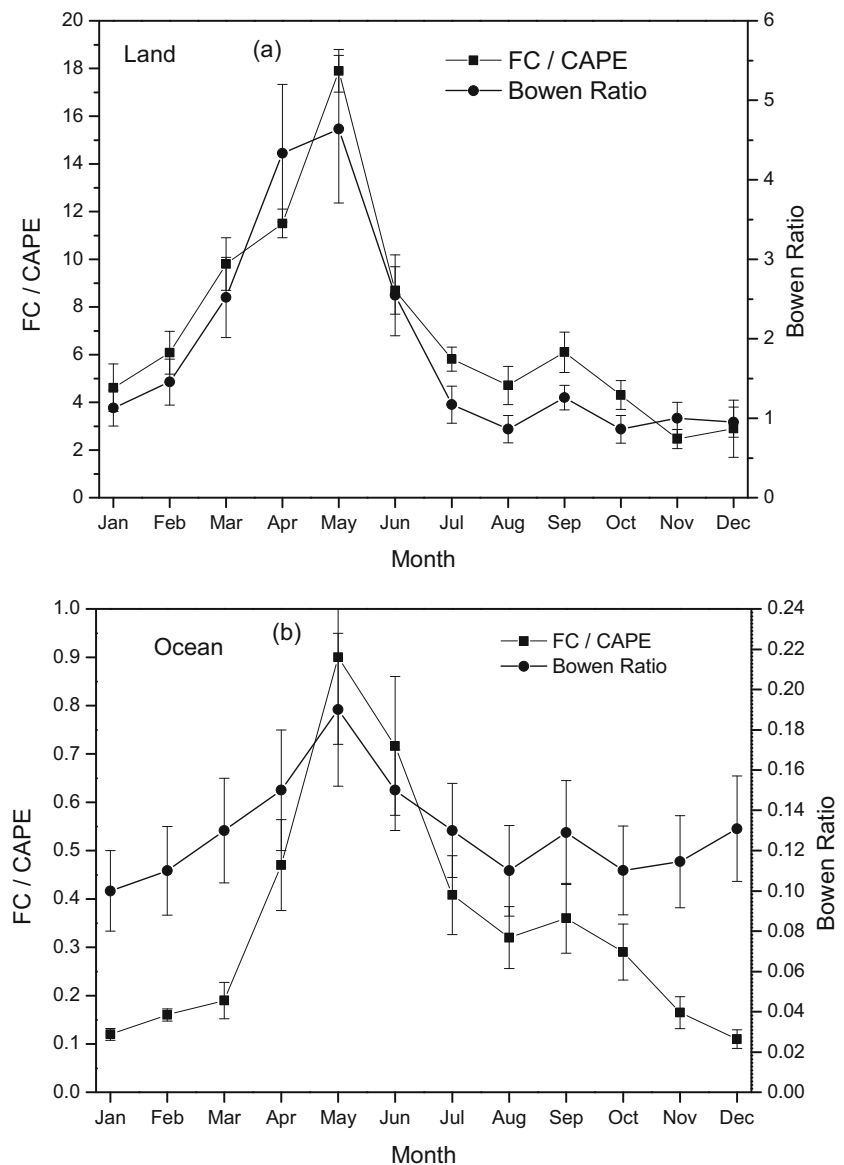 Land
(a)
FC / CAPE
Bowen Ratio
20
18
16
14
12
10
8
6
4
2
0
FC / CAPE
6
5
4
3
2
1
0
Bowen Ratio
Jan Feb Mar Apr May Jun Jul Aug Sep Oct Nov Dec
Month
Ocean
(b)
FC / CAPE
Bowen Ratio
1.0
0.9
0.8
0.7
0.6
0.5
0.4
0.3
0.2
0.1
0.0
FC / CAPE
0.24
0.22
0.20
0.18
0.16
0.14
0.12
0.10
0.08
0.06
0.04
0.02
0.00
Bowen Ratio
Jan Feb Mar Apr May Jun Jul Aug Sep Oct Nov Dec
Month